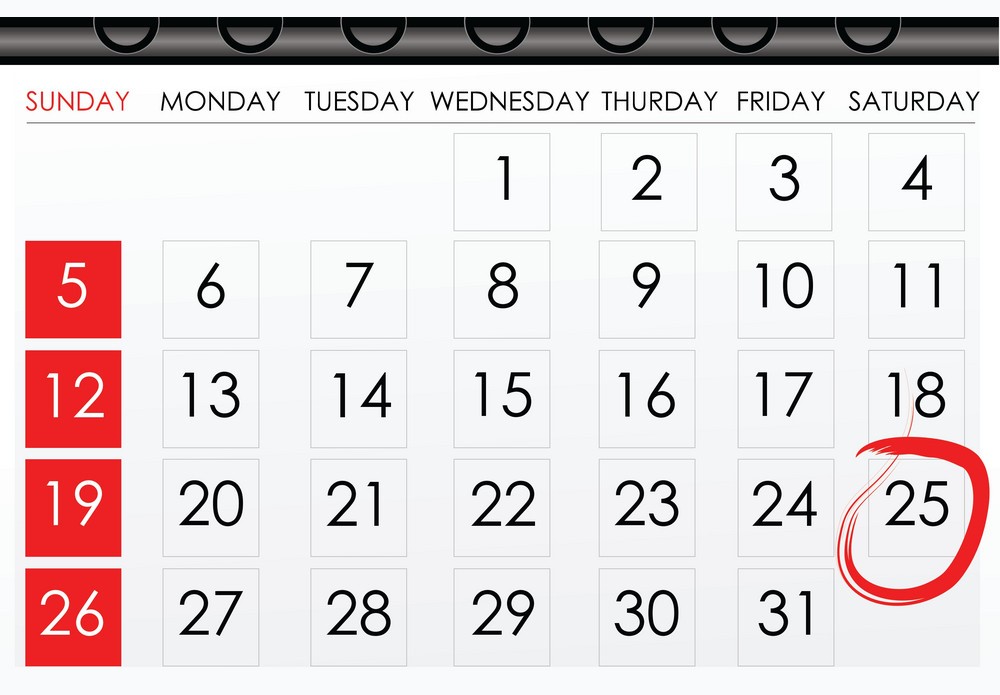 SUNDAY MONDAY TUESDAY WEDNESDAY THURDAY FRIDAY SATURDAY
1 2 3 4
5 6 7 8 9 10 11
12 13 14 15 16 17 18
19 20 21 22 23 24 25
26 27 28 29 30 31